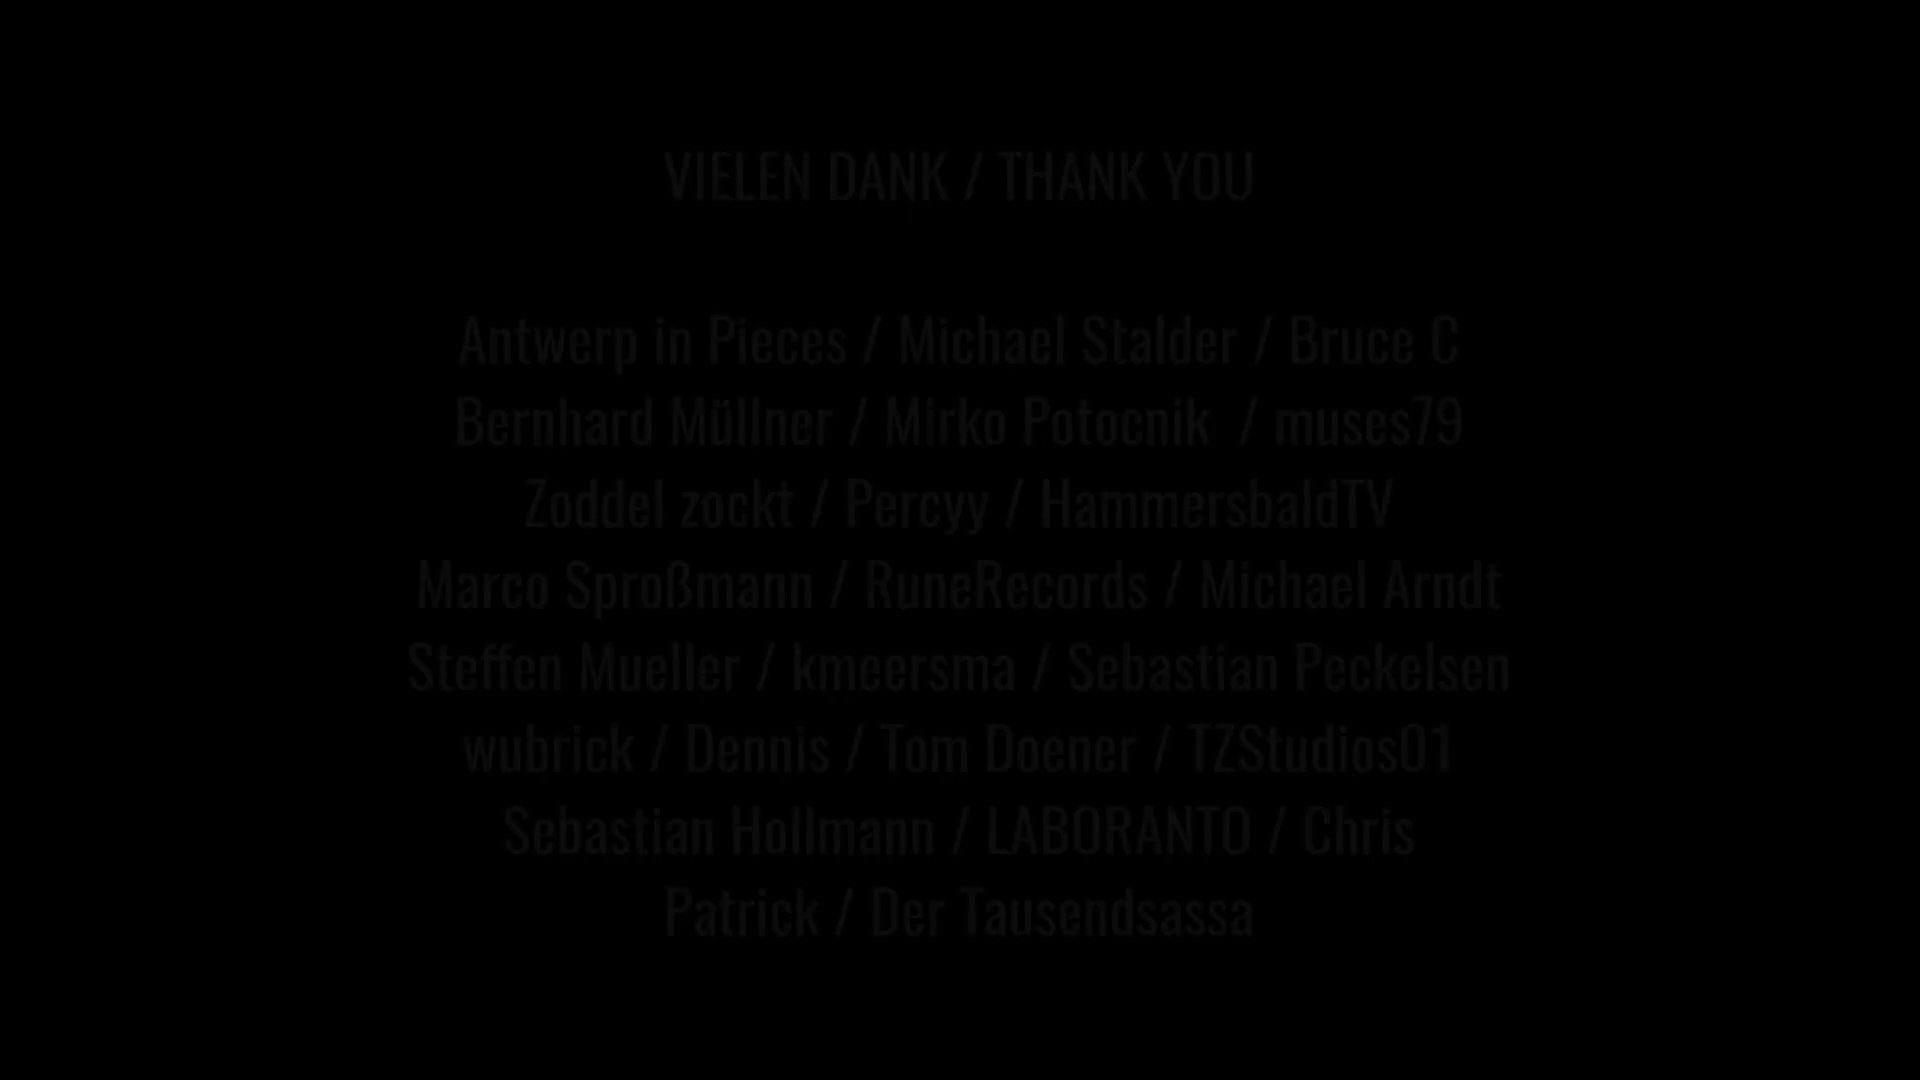 VIELEN DANK / THANK YOU
Antwerp in Pieces / Michael Stalder / Bruce C
Bernhard Müllner / Mirko Potocnik / muses79
Zoddel zockt / Percyy / HammersbaldTV
Marco Sproßmann / RuneRecords / Michael Arndt
Steffen Mueller / kmeersma / Sebastian Peckelsen
wubrick / Dennis / Tom Doener / TZStudios01
Sebastian Hollmann / LABORANTO / Chris
Patrick / Der Tausendsassa